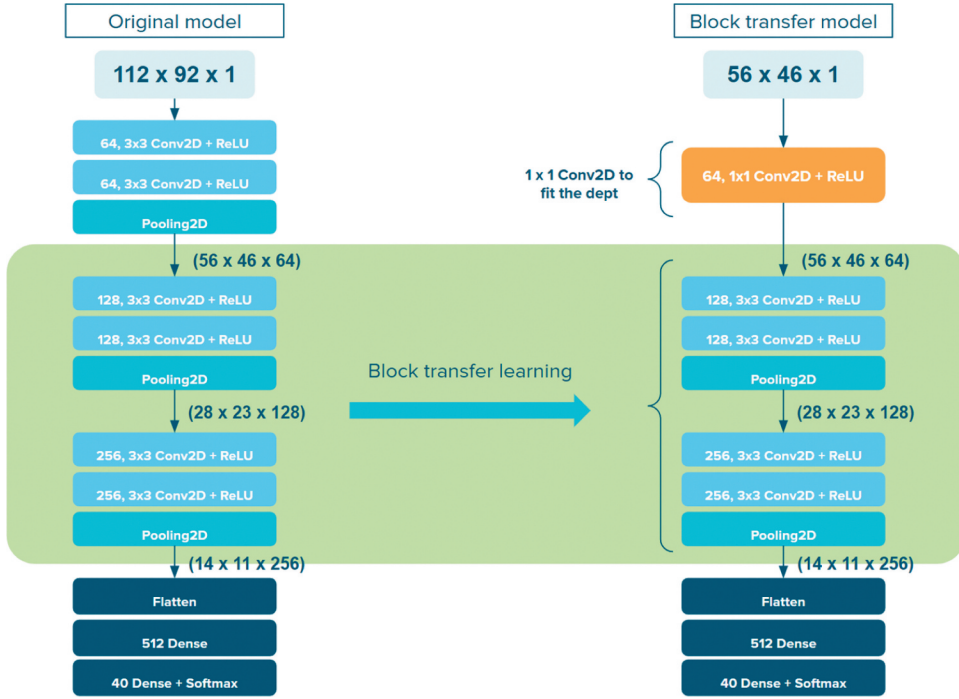 Original model
112 x 92 x 1
64, 3x3 Conv2D + ReLU
64, 3x3 Conv2D + ReLU
Pooling2D
(56 x 46 x 64)
128, 3x3 Conv2D + ReLU
128, 3x3 Conv2D + ReLU
Pooling2D
(28 x 23 x 128)
256, 3x3 Conv2D + ReLU
256, 3x3 Conv2D + ReLU
Pooling2D
(14 x 11 x 256)
Flatten
512 Dense
40 Dense + Softmax
Block transfer learning
Block transfer model
56 x 46 x 1
1 x 1 Conv2D to
fit the dept
64, 1x1 Conv2D + ReLU
(56 x 46 x 64)
128, 3x3 Conv2D + ReLU
128, 3x3 Conv2D + ReLU
Pooling2D
(28 x 23 x 128)
256, 3x3 Conv2D + ReLU
256, 3x3 Conv2D + ReLU
Pooling2D
(14 x 11 x 256)
Flatten
512 Dense
40 Dense + Softmax